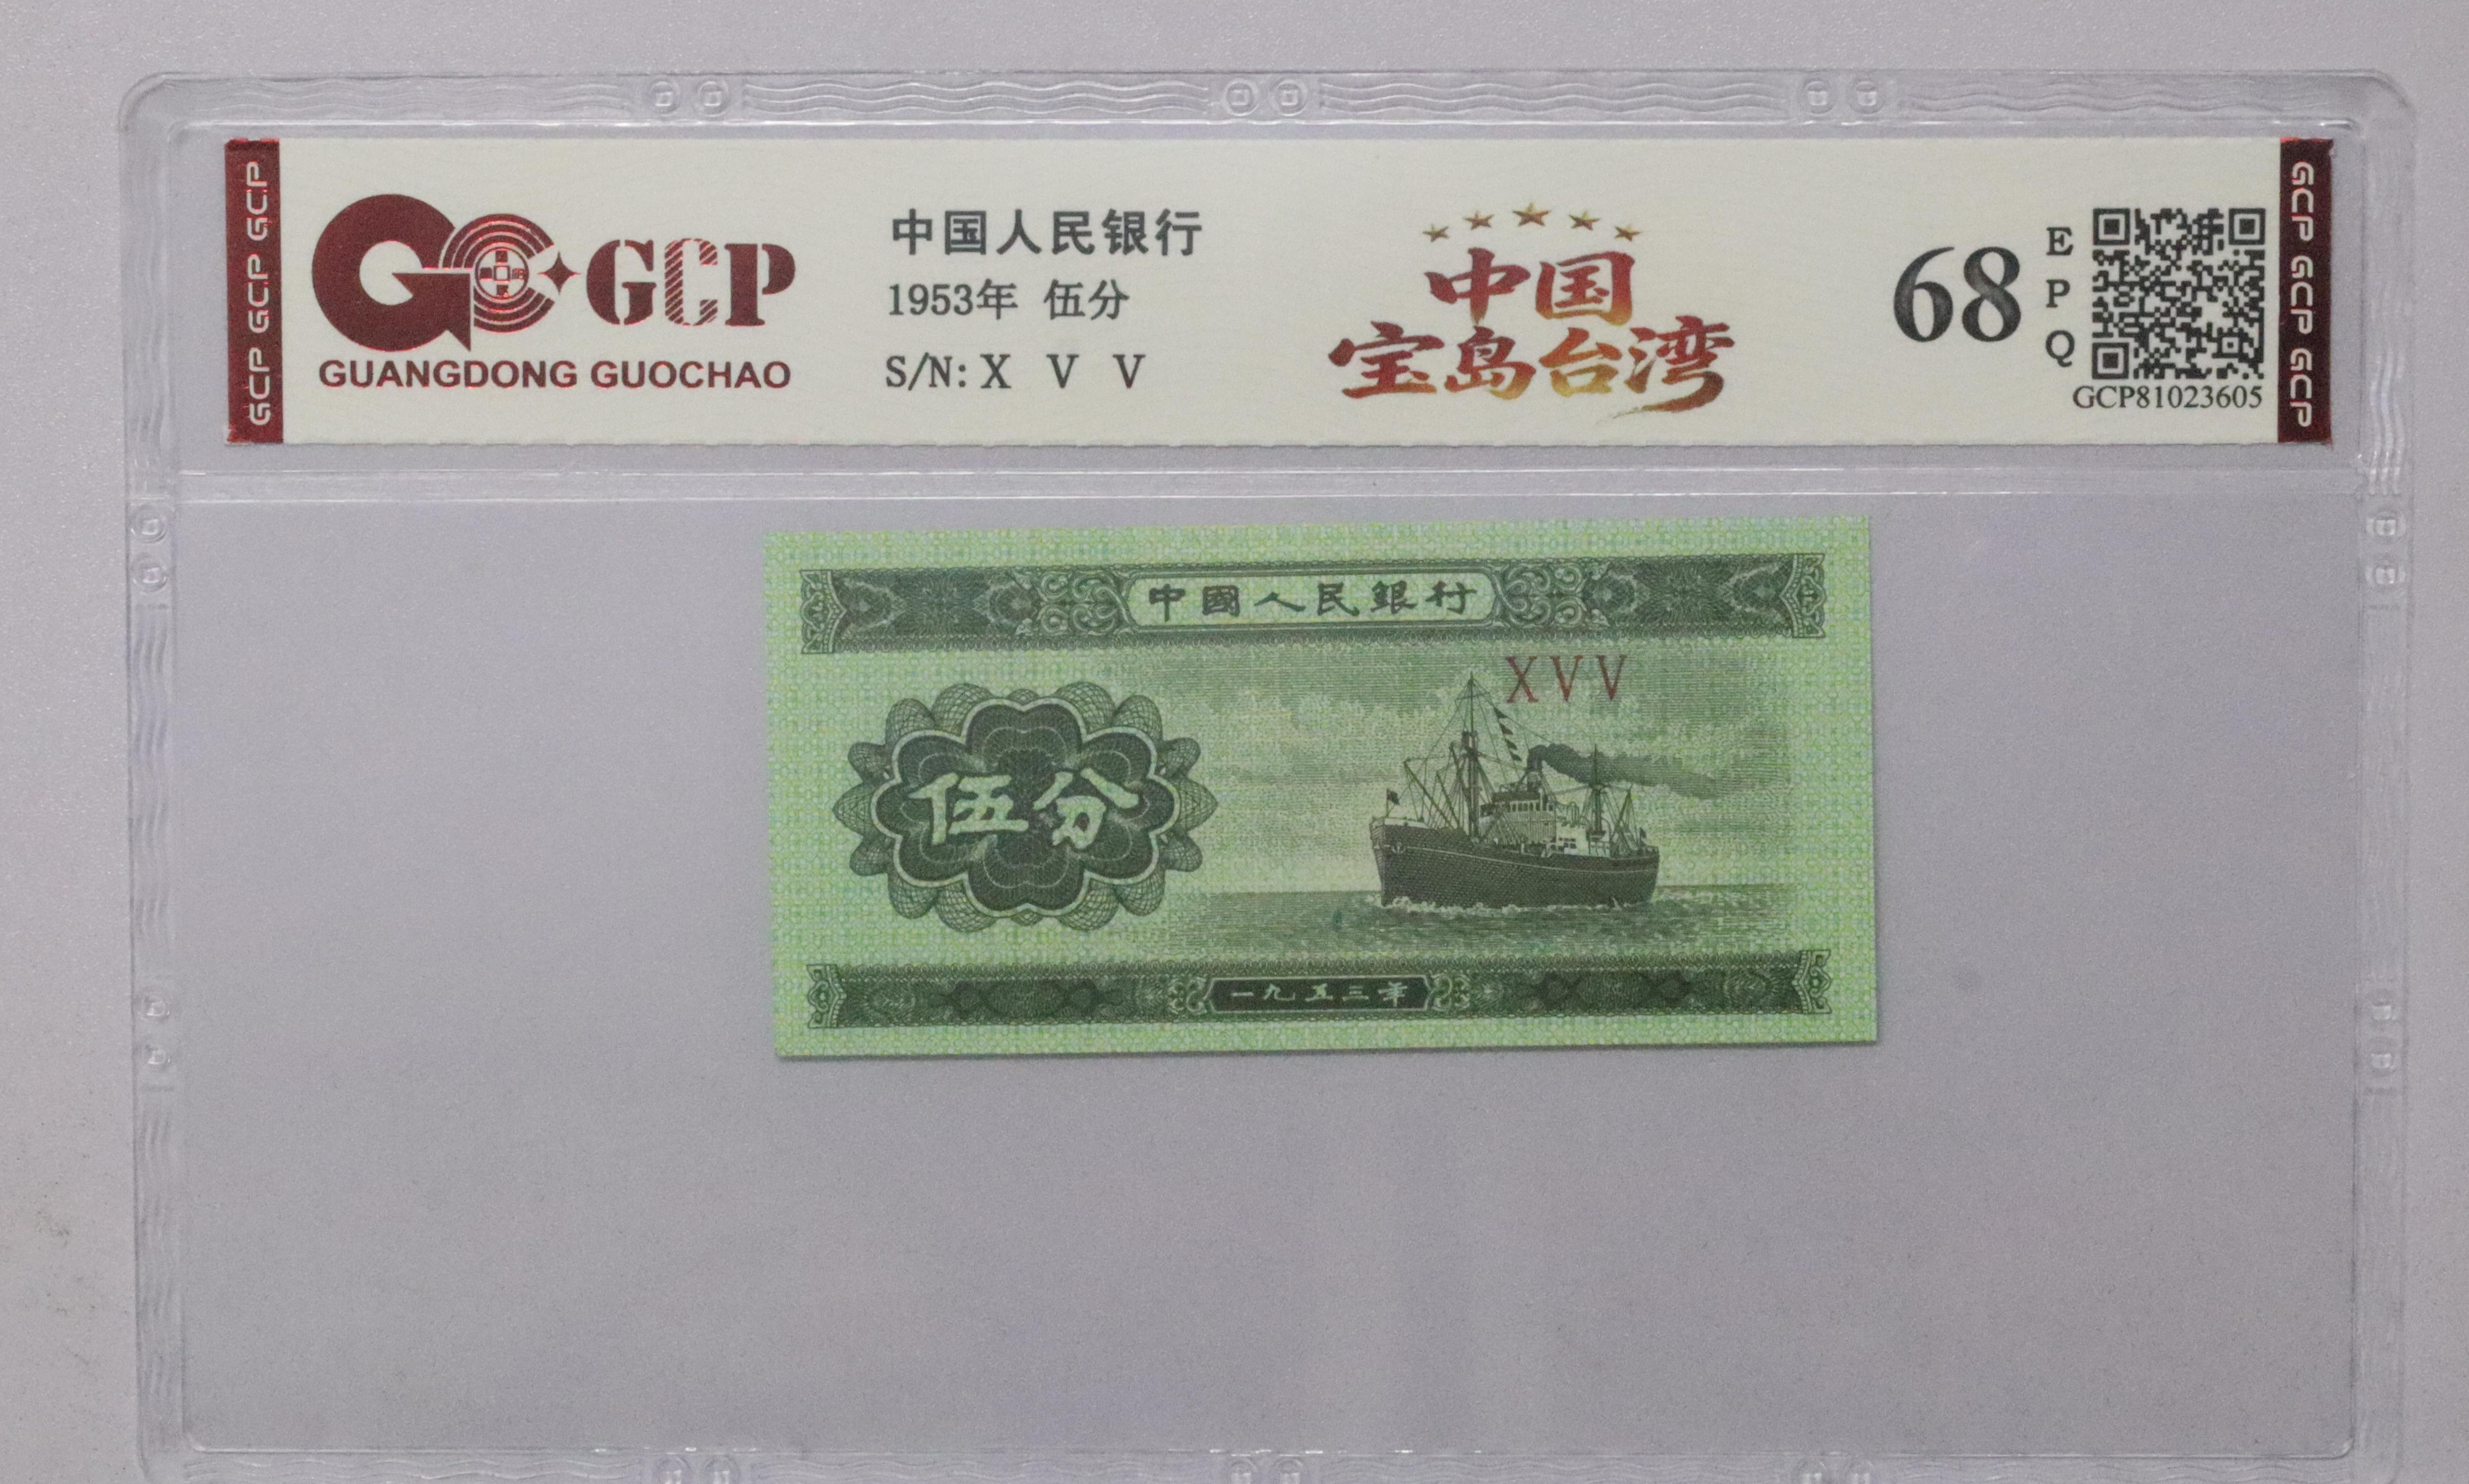 GCP GCP GCP
GCP
GUANGDONG GUOCHAO
中国人民银行
1953年 伍分
S/N: X V V
中国
宝岛台湾
68
E
P
Q
GCP81023605
GCP GCP GCP
中國人民銀行
XVV
伍分
一九五三年